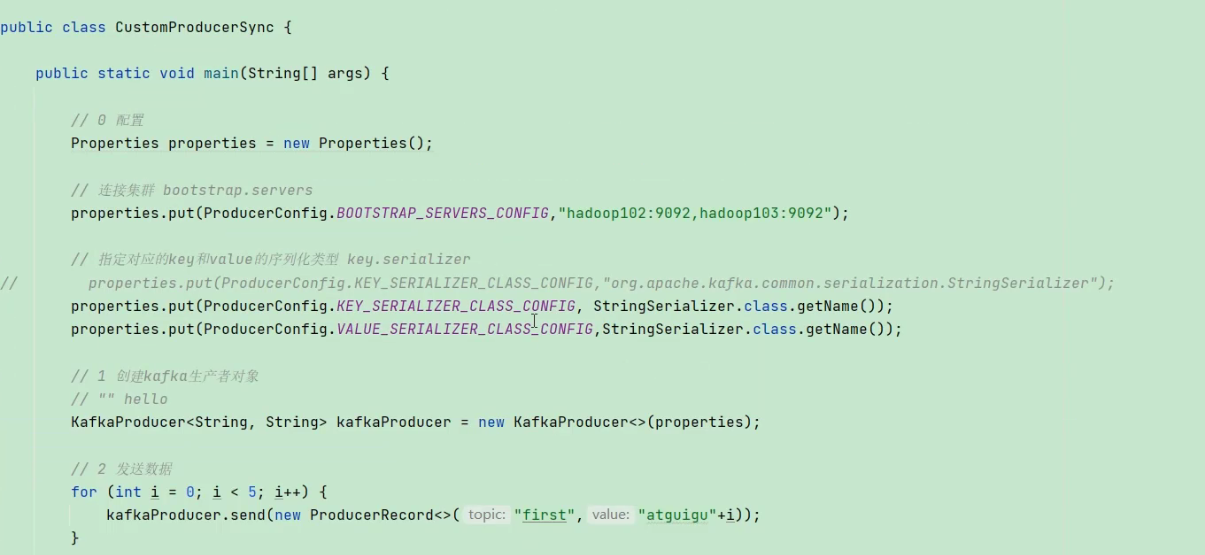 public class CustomProducerSync {
public static void main(String[] args) {
// 0 配置
Properties properties = new Properties();
// 连接集群 bootstrap.servers
properties.put(ProducerConfig.BOOTSTRAP_SERVERS_CONFIG,"hadoop102:9092,hadoop103:9092");
// 指定对应的key和value的序列化类型 key.serializer
// properties.put(ProducerConfig.KEY_SERIALIZER_CLASS_CONFIG,"org.apache.kafka.common.serialization.StringSerializer");
properties.put(ProducerConfig.KEY_SERIALIZER_CLASS_CONFIG, StringSerializer.class.getName());
properties.put(ProducerConfig.VALUE_SERIALIZER_CLASS_CONFIG,StringSerializer.class.getName());
// 1 创建kafka生产者对象
// "" hello
KafkaProducer<String, String> kafkaProducer = new KafkaProducer<>(properties);
// 2 发送数据
for (int i = 0; i < 5; i++) {
kafkaProducer.send(new ProducerRecord<>( topic: "first", value: "atguigu"+i));
}